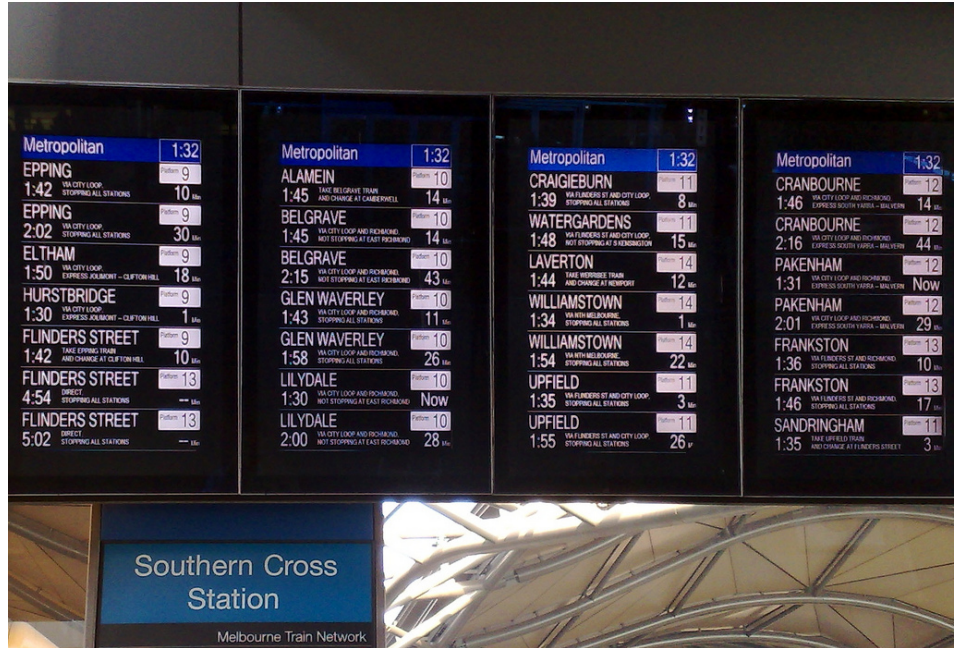 Metropolitan 1:32
EPPING Platform 9
1:42 VIA CITY LOOP, STOPPING ALL STATIONS 10 Min
EPPING Platform 9
2:02 VIA CITY LOOP, STOPPING ALL STATIONS 30 Min
ELTHAM Platform 9
1:50 VIA CITY LOOP, EXPRESS JOLIMONT – CLIFTON HILL 18 Min
HURSTBRIDGE Platform 9
1:30 VIA CITY LOOP, EXPRESS JOLIMONT – CLIFTON HILL 1 Min
FLINDERS STREET Platform 9
1:42 TAKE EPPING TRAIN AND CHANGE AT CLIFTON HILL 10 Min
FLINDERS STREET Platform 13
4:54 DIRECT STOPPING ALL STATIONS -- Min
FLINDERS STREET Platform 13
5:02 DIRECT STOPPING ALL STATIONS -- Min
Metropolitan 1:32
ALAMEIN Platform 10
1:45 TAKE BELGRAVE TRAIN AND CHANGE AT CAMBERWELL 14 Min
BELGRAVE Platform 10
1:45 VIA CITY LOOP AND RICHMOND, NOT STOPPING AT EAST RICHMOND 14 Min
BELGRAVE Platform 10
2:15 VIA CITY LOOP AND RICHMOND, NOT STOPPING AT EAST RICHMOND 43 Min
GLEN WAVERLEY Platform 10
1:43 VIA CITY LOOP AND RICHMOND, STOPPING ALL STATIONS 11 Min
GLEN WAVERLEY Platform 10
1:58 VIA CITY LOOP AND RICHMOND, STOPPING ALL STATIONS 26 Min
LILYDALE Platform 10
1:30 VIA CITY LOOP AND RICHMOND, NOT STOPPING AT EAST RICHMOND Now
LILYDALE Platform 10
2:00 VIA CITY LOOP AND RICHMOND, NOT STOPPING AT EAST RICHMOND 28 Min
Metropolitan 1:32
CRAIGIEBURN Platform 11
1:39 VIA FLINDERS ST AND CITY LOOP, STOPPING ALL STATIONS 8 Min
WATERGARDENS Platform 11
1:48 VIA FLINDERS ST AND CITY LOOP, NOT STOPPING AT S KENSINGTON 15 Min
LAVERTON Platform 14
1:44 TAKE WERRIBEE TRAIN AND CHANGE AT NEWPORT 12 Min
WILLIAMSTOWN Platform 14
1:34 VIA NTH MELBOURNE, STOPPING ALL STATIONS 1 Min
WILLIAMSTOWN Platform 14
1:54 VIA NTH MELBOURNE, STOPPING ALL STATIONS 22 Min
UPFIELD Platform 11
1:35 VIA FLINDERS ST AND CITY LOOP, STOPPING ALL STATIONS 3 Min
UPFIELD Platform 11
1:55 VIA FLINDERS ST AND CITY LOOP, STOPPING ALL STATIONS 26
Metropolitan 1:32
CRANBOURNE Platform 12
1:46 VIA CITY LOOP AND RICHMOND, EXPRESS SOUTH YARRA – MALVERN 14 Min
CRANBOURNE Platform 12
2:16 VIA CITY LOOP AND RICHMOND, EXPRESS SOUTH YARRA – MALVERN 44 Min
PAKENHAM Platform 12
1:31 VIA CITY LOOP AND RICHMOND, EXPRESS SOUTH YARRA – MALVERN Now
PAKENHAM Platform 12
2:01 VIA CITY LOOP AND RICHMOND, EXPRESS SOUTH YARRA – MALVERN 29 Min
FRANKSTON Platform 13
1:36 VIA FLINDERS ST AND RICHMOND, STOPPING ALL STATIONS 10 Min
FRANKSTON Platform 13
1:46 VIA FLINDERS ST AND RICHMOND, STOPPING ALL STATIONS 17 Min
SANDRINGHAM Platform 11
1:35 TAKE UPFIELD TRAIN AND CHANGE AT FLINDERS STREET 3 Min
Southern Cross
Station
Melbourne Train Network